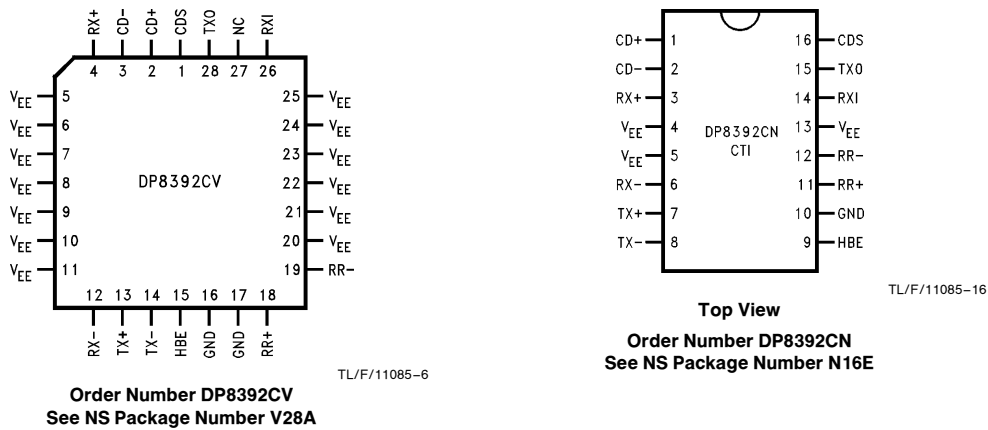 RX+ CD- CD+ CDS TXO NC RXI
4 3 2 1 28 27 26
VEE 5 25 VEE
VEE 6 24 VEE
VEE 7 23 VEE
VEE 8 DP8392CV 22 VEE
VEE 9 21 VEE
VEE 10 20 VEE
VEE 11 19 RR-
12 13 14 15 16 17 18
RX- TX+ TX- HBE GND GND RR+
TL/F/11085-6
Order Number DP8392CV
See NS Package Number V28A
CD+ 1 16 CDS
CD- 2 15 TXO
RX+ 3 14 RXI
VEE 4 13 VEE
DP8392CN
CTI
VEE 5 12 RR-
RX- 6 11 RR+
TX+ 7 10 GND
TX- 8 9 HBE
TL/F/11085-16
Top View
Order Number DP8392CN
See NS Package Number N16E